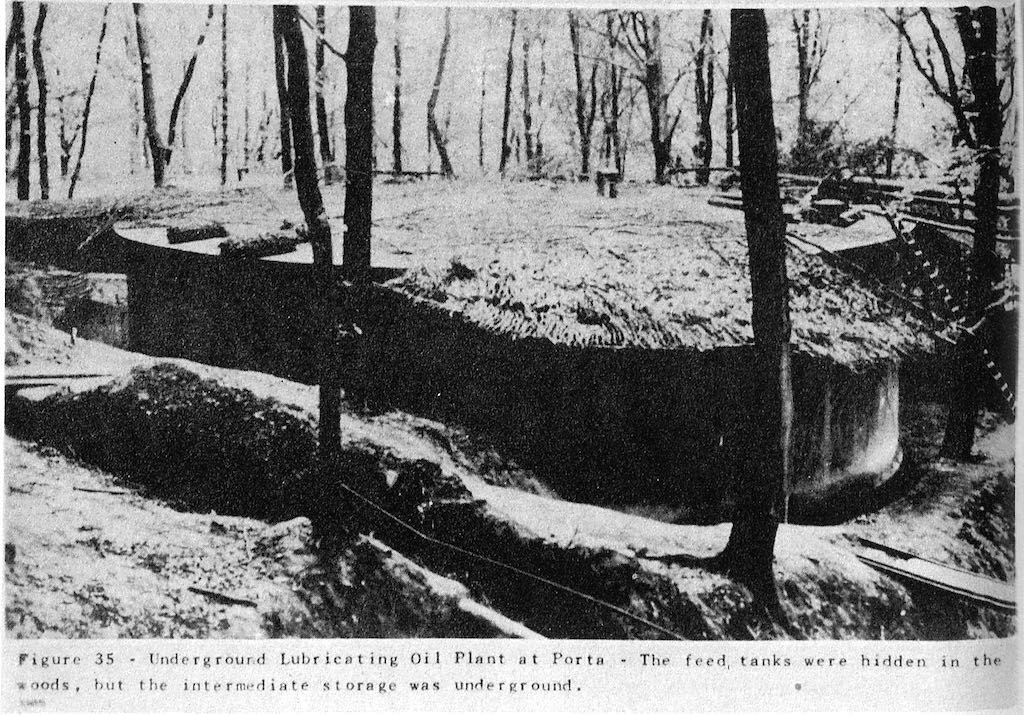 Figure 35 - Underground Lubricating Oil Plant at Porta - The feed tanks were hidden in the
woods, but the intermediate storage was underground.